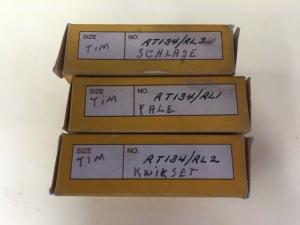 SIZE NO. AT134/RL3
TIM SCHLAGE
SIZE NO. AT134/RL1
TIM YALE
SIZE NO. AT134/RL2
TIM KWIKSET